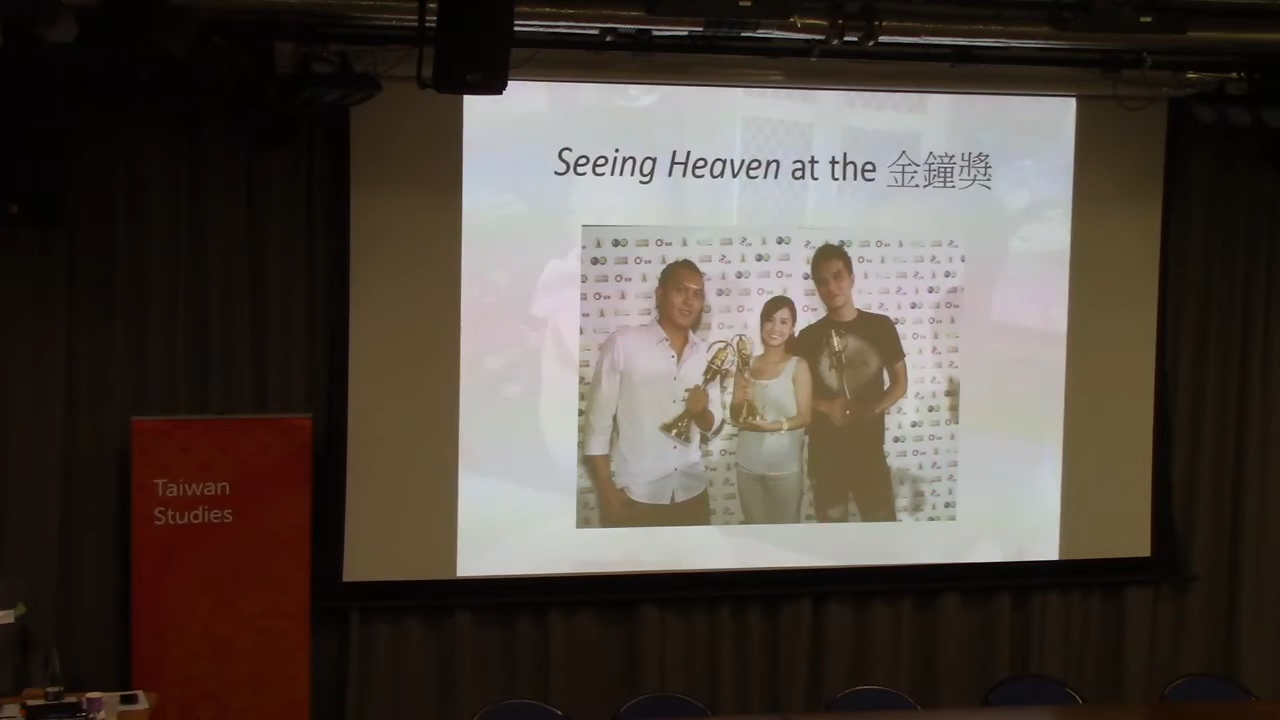 Seeing Heaven at the 金鐘獎
Taiwan
Studies